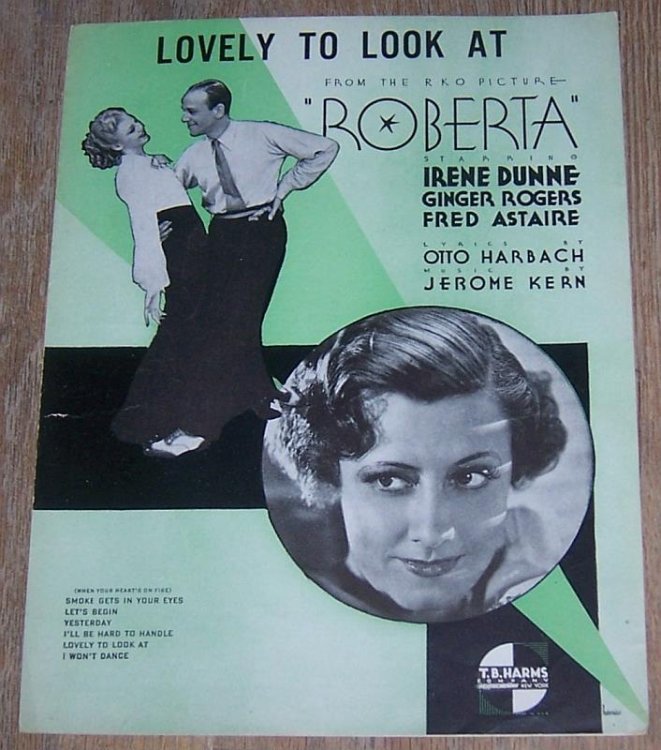 LOVELY TO LOOK AT
FROM THE RKO PICTURE
"ROBERTA"
STARRING
IRENE DUNNE
GINGER ROGERS
FRED ASTAIRE
LYRICS BY
OTTO HARBACH
MUSIC BY
JEROME KERN
(WHEN YOUR HEART'S ON FIRE)
SMOKE GETS IN YOUR EYES
LET'S BEGIN
YESTERDAY
I'LL BE HARD TO HANDLE
LOVELY TO LOOK AT
I WON'T DANCE
T.B. HARMS
COMPANY
NEW YORK